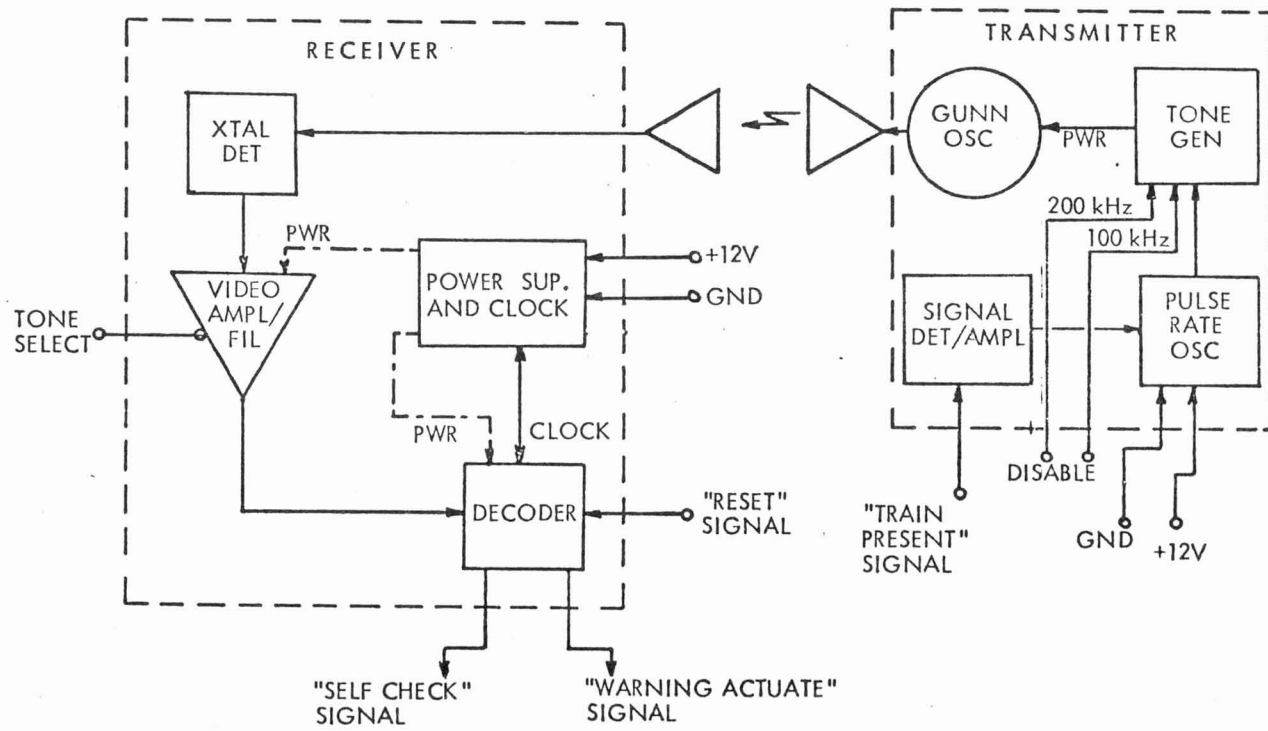 RECEIVER
TRANSMITTER
XTAL
DET
GUNN
OSC
PWR
TONE
GEN
200 kHz
100 kHz
PWR
POWER SUP.
AND CLOCK
+12V
GND
VIDEO
AMPL/
FIL
TONE
SELECT
SIGNAL
DET/AMPL
PULSE
RATE
OSC
PWR
CLOCK
DECODER
"RESET"
SIGNAL
DISABLE
"TRAIN
PRESENT"
SIGNAL
GND
+12V
"SELF CHECK"
SIGNAL
"WARNING ACTUATE"
SIGNAL